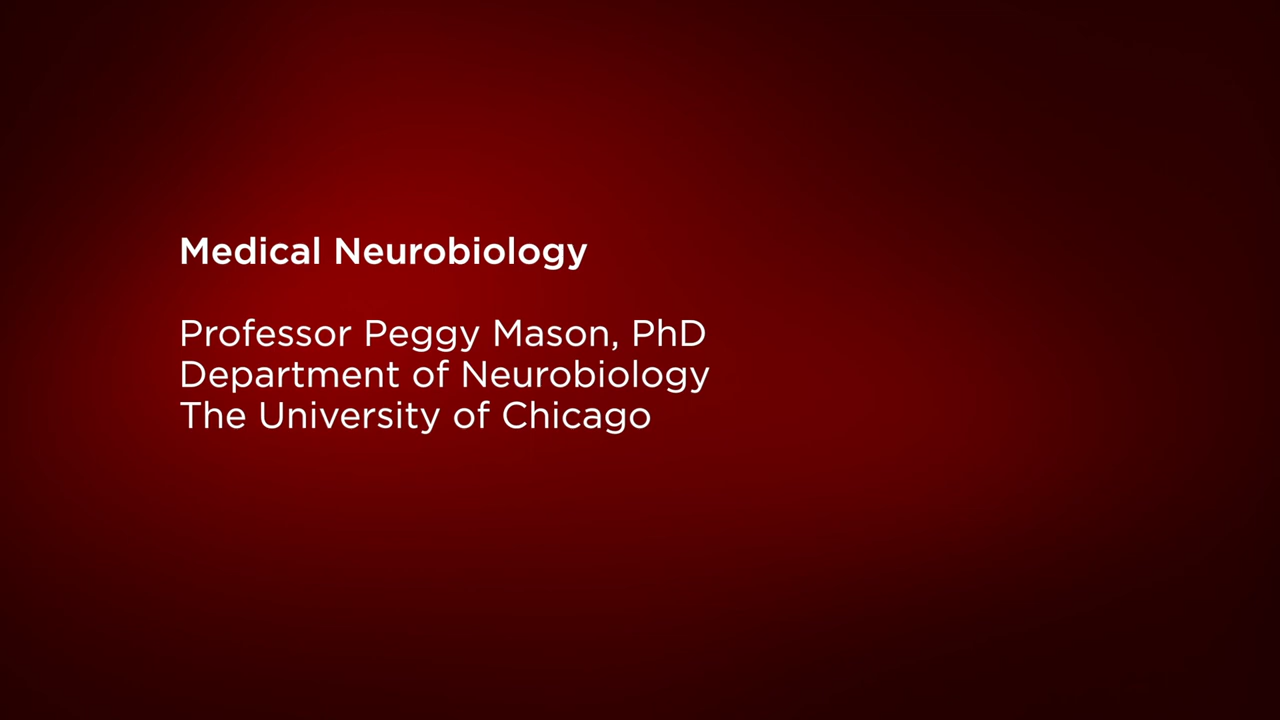 Medical Neurobiology
Professor Peggy Mason, PhD
Department of Neurobiology
The University of Chicago